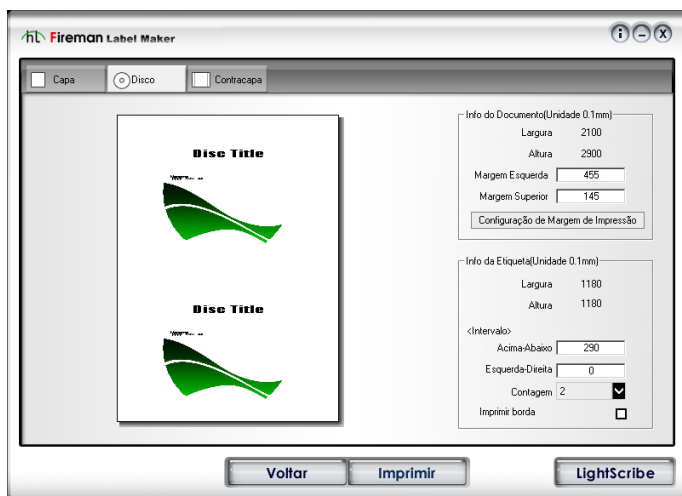 Fireman Label Maker
Capa
Disco
Contracapa
Disc Title
Disc Title
Info do Documento(Unidade 0.1mm)
Largura 2100
Altura 2900
Margem Esquerda 455
Margem Superior 145
Configuração de Margem de Impressão
Info da Etiqueta(Unidade 0.1mm)
Largura 1180
Altura 1180
<Intervalo>
Acima-Abaixo 290
Esquerda-Direita 0
Contagem 2
Imprimir borda
Voltar
Imprimir
LightScribe